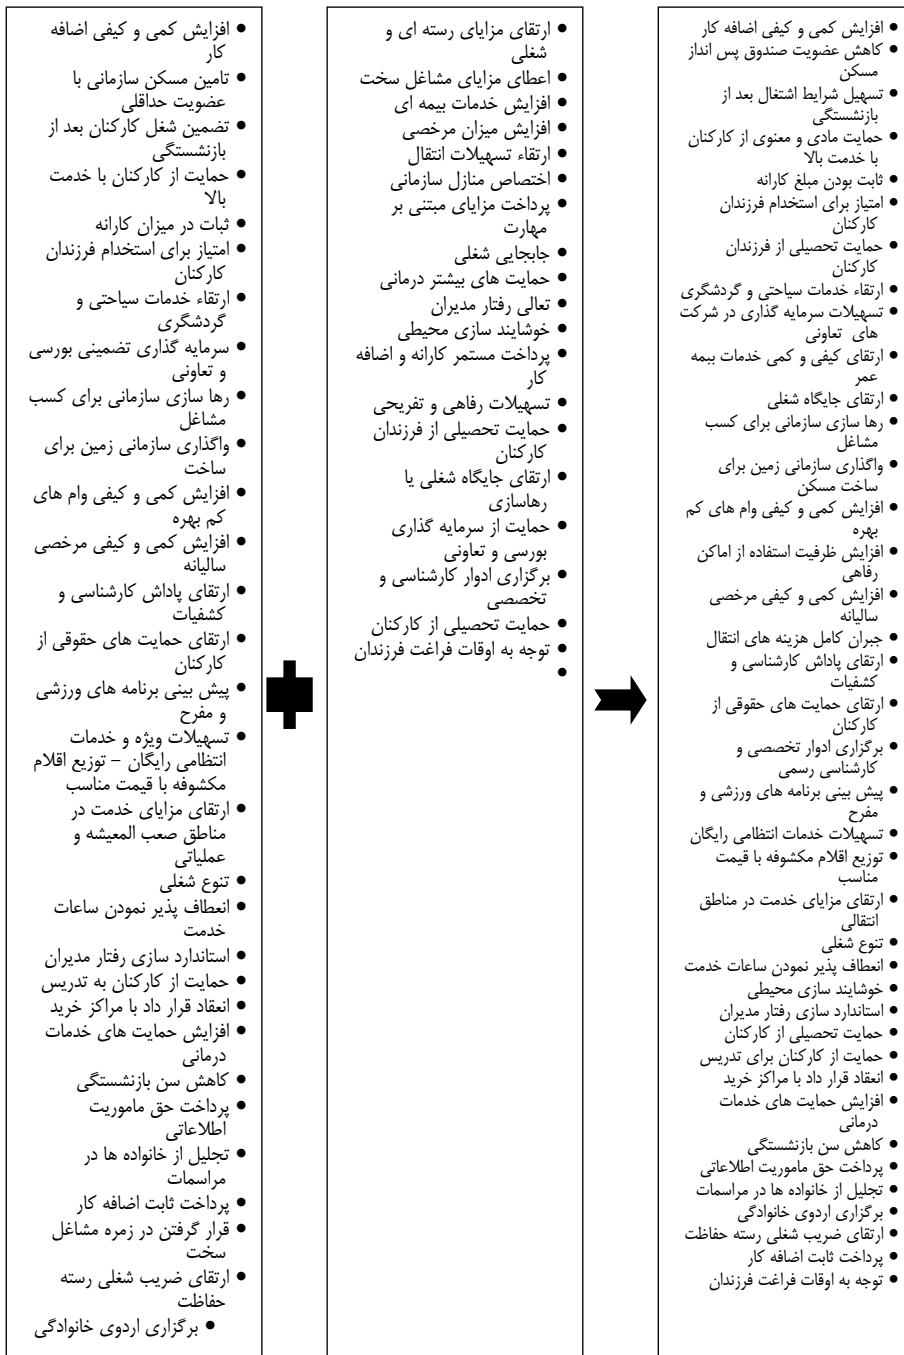 ● افزایش کمی و کیفی اضافه
کار
● تامین مسکن سازمانی با
عضویت حداقلی
● تضمین شغل کارکنان بعد از
بازنشستگی
● حمایت از کارکنان با خدمت
بالا
● ثبات در میزان کارانه
● امتیاز برای استخدام فرزندان
کارکنان
● ارتقاء خدمات سیاحتی و
گردشگری
● سرمایه گذاری تضمینی بورسی
و تعاونی
● رها سازی سازمانی برای کسب
مشاغل
● واگذاری سازمانی زمین برای
ساخت
● افزایش کمی و کیفی وام های
کم بهره
● افزایش کمی و کیفی مرخصی
سالیانه
● ارتقای پاداش کارشناسی و
کشفیات
● ارتقای حمایت های حقوقی از
کارکنان
● پیش بینی برنامه های ورزشی
و مفرح
● تسهیلات ویژه و خدمات
انتظامی رایگان – توزیع اقلام
مکشوفه با قیمت مناسب
● ارتقای مزایای خدمت در
مناطق صعب المعیشه و
عملیاتی
● تنوع شغلی
● انعطاف پذیر نمودن ساعات
خدمت
● استاندارد سازی رفتار مدیران
● حمایت از کارکنان به تدریس
● انعقاد قرار داد با مراکز خرید
● افزایش حمایت های خدمات
درمانی
● کاهش سن بازنشستگی
● پرداخت حق ماموریت
اطلاعاتی
● تجلیل از خانواده ها در
مراسمات
● پرداخت ثابت اضافه کار
● قرار گرفتن در زمره مشاغل
سخت
● ارتقای ضریب شغلی رسته
حفاظت
● برگزاری اردوی خانوادگی
● ارتقای مزایای رسته ای و
شغلی
● اعطای مزایای مشاغل سخت
● افزایش خدمات بیمه ای
● افزایش میزان مرخصی
● ارتقاء تسهیلات انتقال
● اختصاص منازل سازمانی
● پرداخت مزایای مبتنی بر
مهارت
● جابجایی شغلی
● حمایت های بیشتر درمانی
● تعالی رفتار مدیران
● خوشایند سازی محیطی
● پرداخت مستمر کارانه و اضافه
کار
● تسهیلات رفاهی و تفریحی
● حمایت تحصیلی از فرزندان
کارکنان
● ارتقای جایگاه شغلی یا
رهاسازی
● حمایت از سرمایه گذاری
بورسی و تعاونی
● برگزاری ادوار کارشناسی و
تخصصی
● حمایت تحصیلی از کارکنان
● توجه به اوقات فراغت فرزندان
●
● افزایش کمی و کیفی اضافه کار
● کاهش عضویت صندوق پس انداز
مسکن
● تسهیل شرایط اشتغال بعد از
بازنشستگی
● حمایت مادی و معنوی از کارکنان
با خدمت بالا
● ثابت بودن مبلغ کارانه
● امتیاز برای استخدام فرزندان
کارکنان
● حمایت تحصیلی از فرزندان
کارکنان
● ارتقاء خدمات سیاحتی و گردشگری
● تسهیلات سرمایه گذاری در شرکت
های تعاونی
● ارتقای کیفی و کمی خدمات ببمه
عمر
● ارتقای جایگاه شغلی
● رها سازی سازمانی برای کسب
مشاغل
● واگذاری سازمانی زمین برای
ساخت مسکن
● افزایش کمی و کیفی وام های کم
بهره
● افزایش ظرفیت استفاده از اماکن
رفاهی
● افزایش کمی و کیفی مرخصی
سالیانه
● جبران کامل هزینه های انتقال
● ارتقای پاداش کارشناسی و
کشفیات
● ارتقای حمایت های حقوقی از
کارکنان
● برگزاری ادوار تخصصی و
کارشناسی رسمی
● پیش بینی برنامه های ورزشی و
مفرح
● تسهیلات خدمات انتظامی رایگان
● توزیع اقلام مکشوفه با قیمت
مناسب
● ارتقای مزایای خدمت در مناطق
انتقالی
● تنوع شغلی
● انعطاف پذیر نمودن ساعات خدمت
● خوشایند سازی محیطی
● استاندارد سازی رفتار مدیران
● حمایت تحصیلی از کارکنان
● حمایت از کارکنان برای تدریس
● انعقاد قرار داد با مراکز خرید
● افزایش حمایت های خدمات
درمانی
● کاهش سن بازنشستگی
● پرداخت حق ماموریت اطلاعاتی
● تجلیل از خانواده ها در مراسمات
● برگزاری اردوی خانوادگی
● ارتقای ضریب شغلی رسته حفاظت
● پرداخت ثابت اضافه کار
● توجه به اوقات فراغت فرزندان